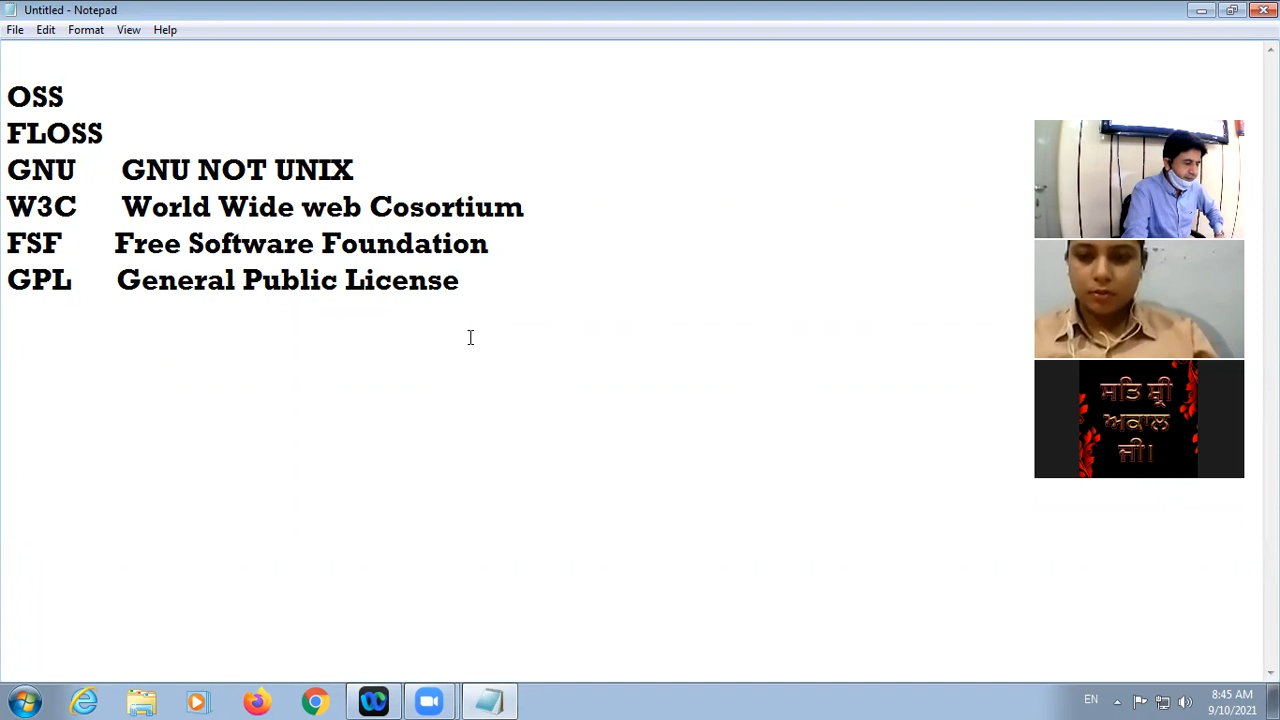 Untitled - Notepad
File Edit Format View Help
OSS
FLOSS
GNU GNU NOT UNIX
W3C World Wide web Cosortium
FSF Free Software Foundation
GPL General Public License
ਸਤਿ ਸ਼੍ਰੀ
ਅਕਾਲ
ਜੀ।
EN
8:45 AM
9/10/2021